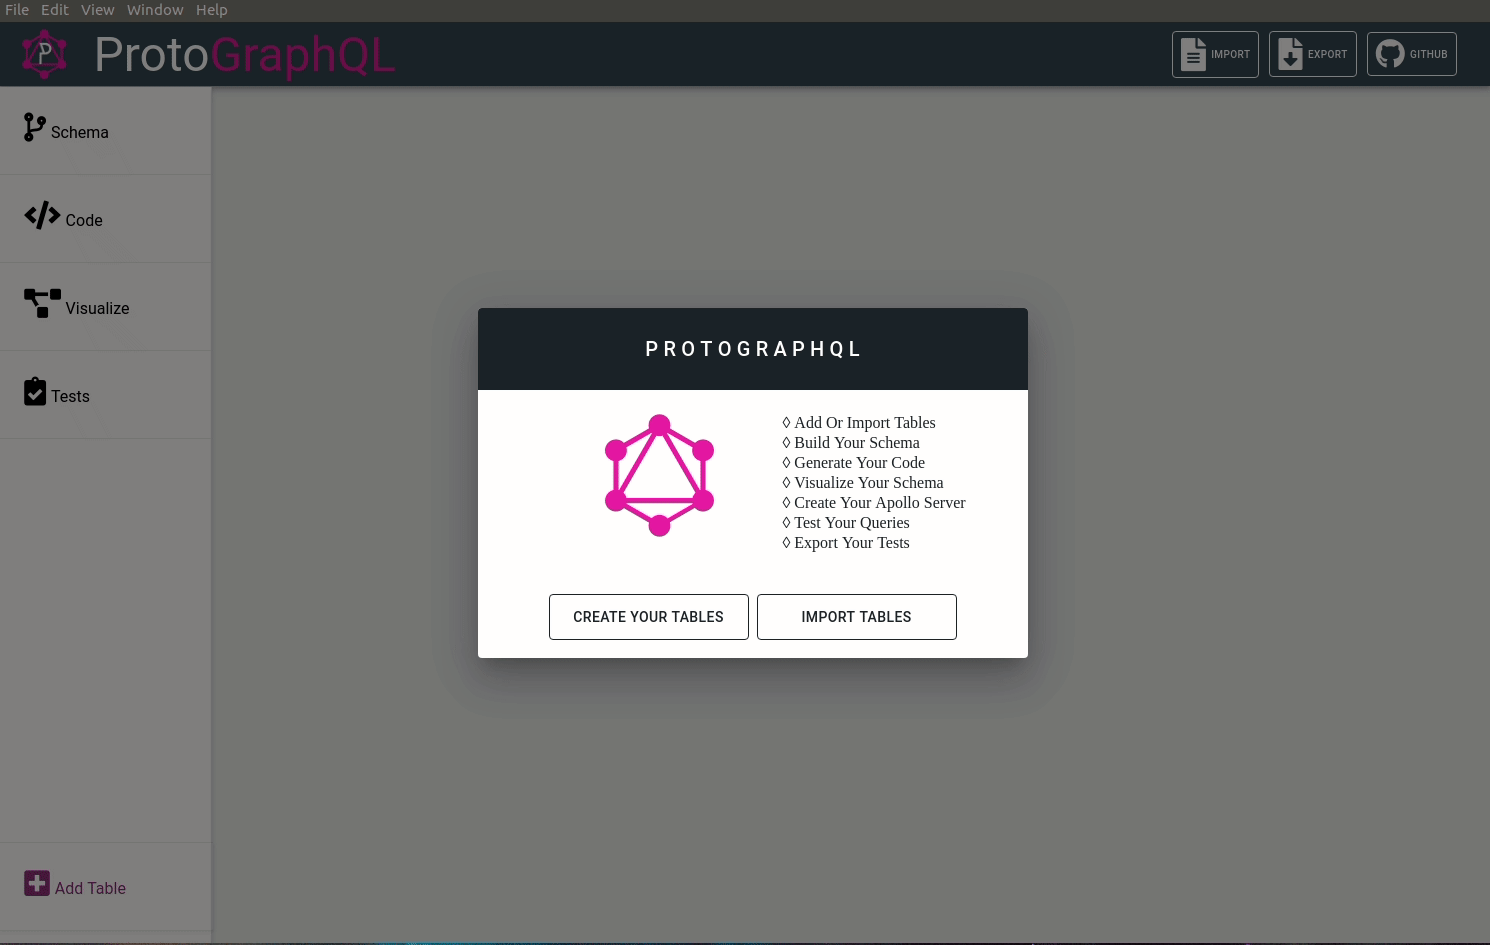 File Edit View Window Help
P
ProtoGraphQL
IMPORT
EXPORT
GITHUB
Schema
Code
Visualize
Tests
Add Table
PROTOGRAPHQL
◊ Add Or Import Tables
◊ Build Your Schema
◊ Generate Your Code
◊ Visualize Your Schema
◊ Create Your Apollo Server
◊ Test Your Queries
◊ Export Your Tests
CREATE YOUR TABLES
IMPORT TABLES